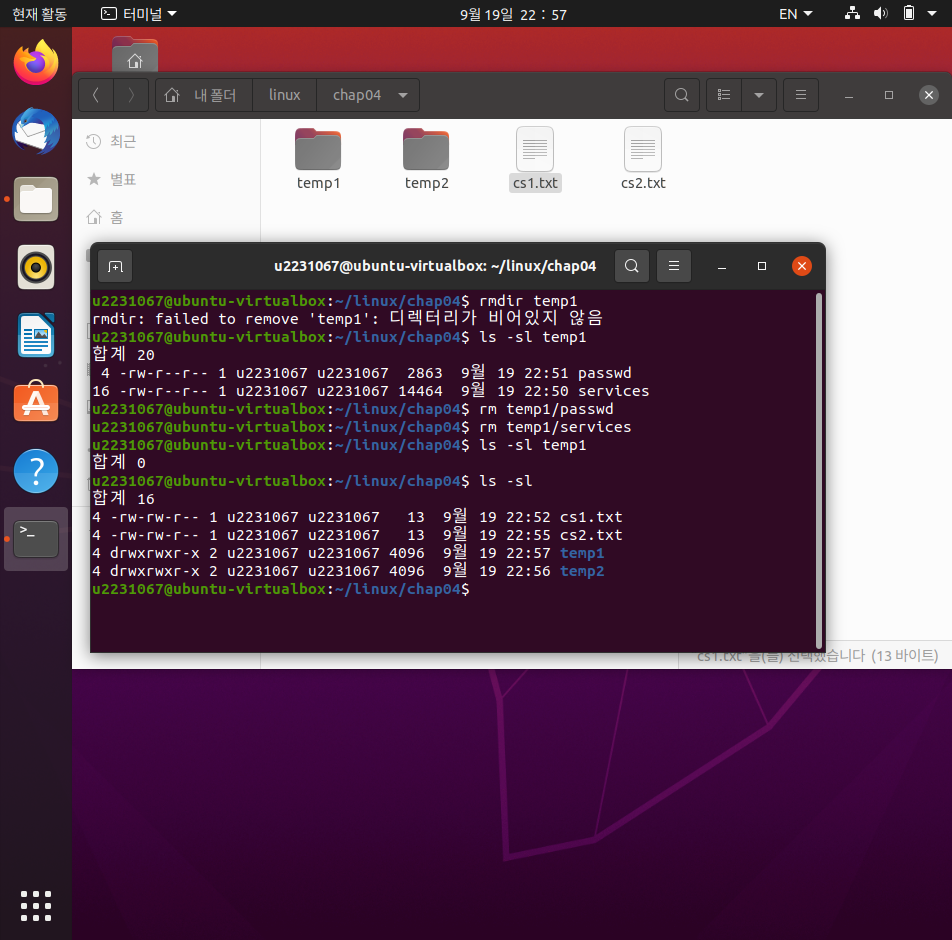 현재 활동 터미널 9월 19일 22 : 57 EN
내 폴더 linux chap04
최근
별표
홈
temp1 temp2 cs1.txt cs2.txt
u2231067@ubuntu-virtualbox: ~/linux/chap04
u2231067@ubuntu-virtualbox:~/linux/chap04$ rmdir temp1
rmdir: failed to remove 'temp1': 디렉터리가 비어있지 않음
u2231067@ubuntu-virtualbox:~/linux/chap04$ ls -sl temp1
합계 20
4 -rw-r--r-- 1 u2231067 u2231067 2863 9월 19 22:51 passwd
16 -rw-r--r-- 1 u2231067 u2231067 14464 9월 19 22:50 services
u2231067@ubuntu-virtualbox:~/linux/chap04$ rm temp1/passwd
u2231067@ubuntu-virtualbox:~/linux/chap04$ rm temp1/services
u2231067@ubuntu-virtualbox:~/linux/chap04$ ls -sl temp1
합계 0
u2231067@ubuntu-virtualbox:~/linux/chap04$ ls -sl
합계 16
4 -rw-rw-r-- 1 u2231067 u2231067 13 9월 19 22:52 cs1.txt
4 -rw-rw-r-- 1 u2231067 u2231067 13 9월 19 22:55 cs2.txt
4 drwxrwxr-x 2 u2231067 u2231067 4096 9월 19 22:57 temp1
4 drwxrwxr-x 2 u2231067 u2231067 4096 9월 19 22:56 temp2
u2231067@ubuntu-virtualbox:~/linux/chap04$
cs1.txt" 을(를) 선택했습니다 (13 바이트)